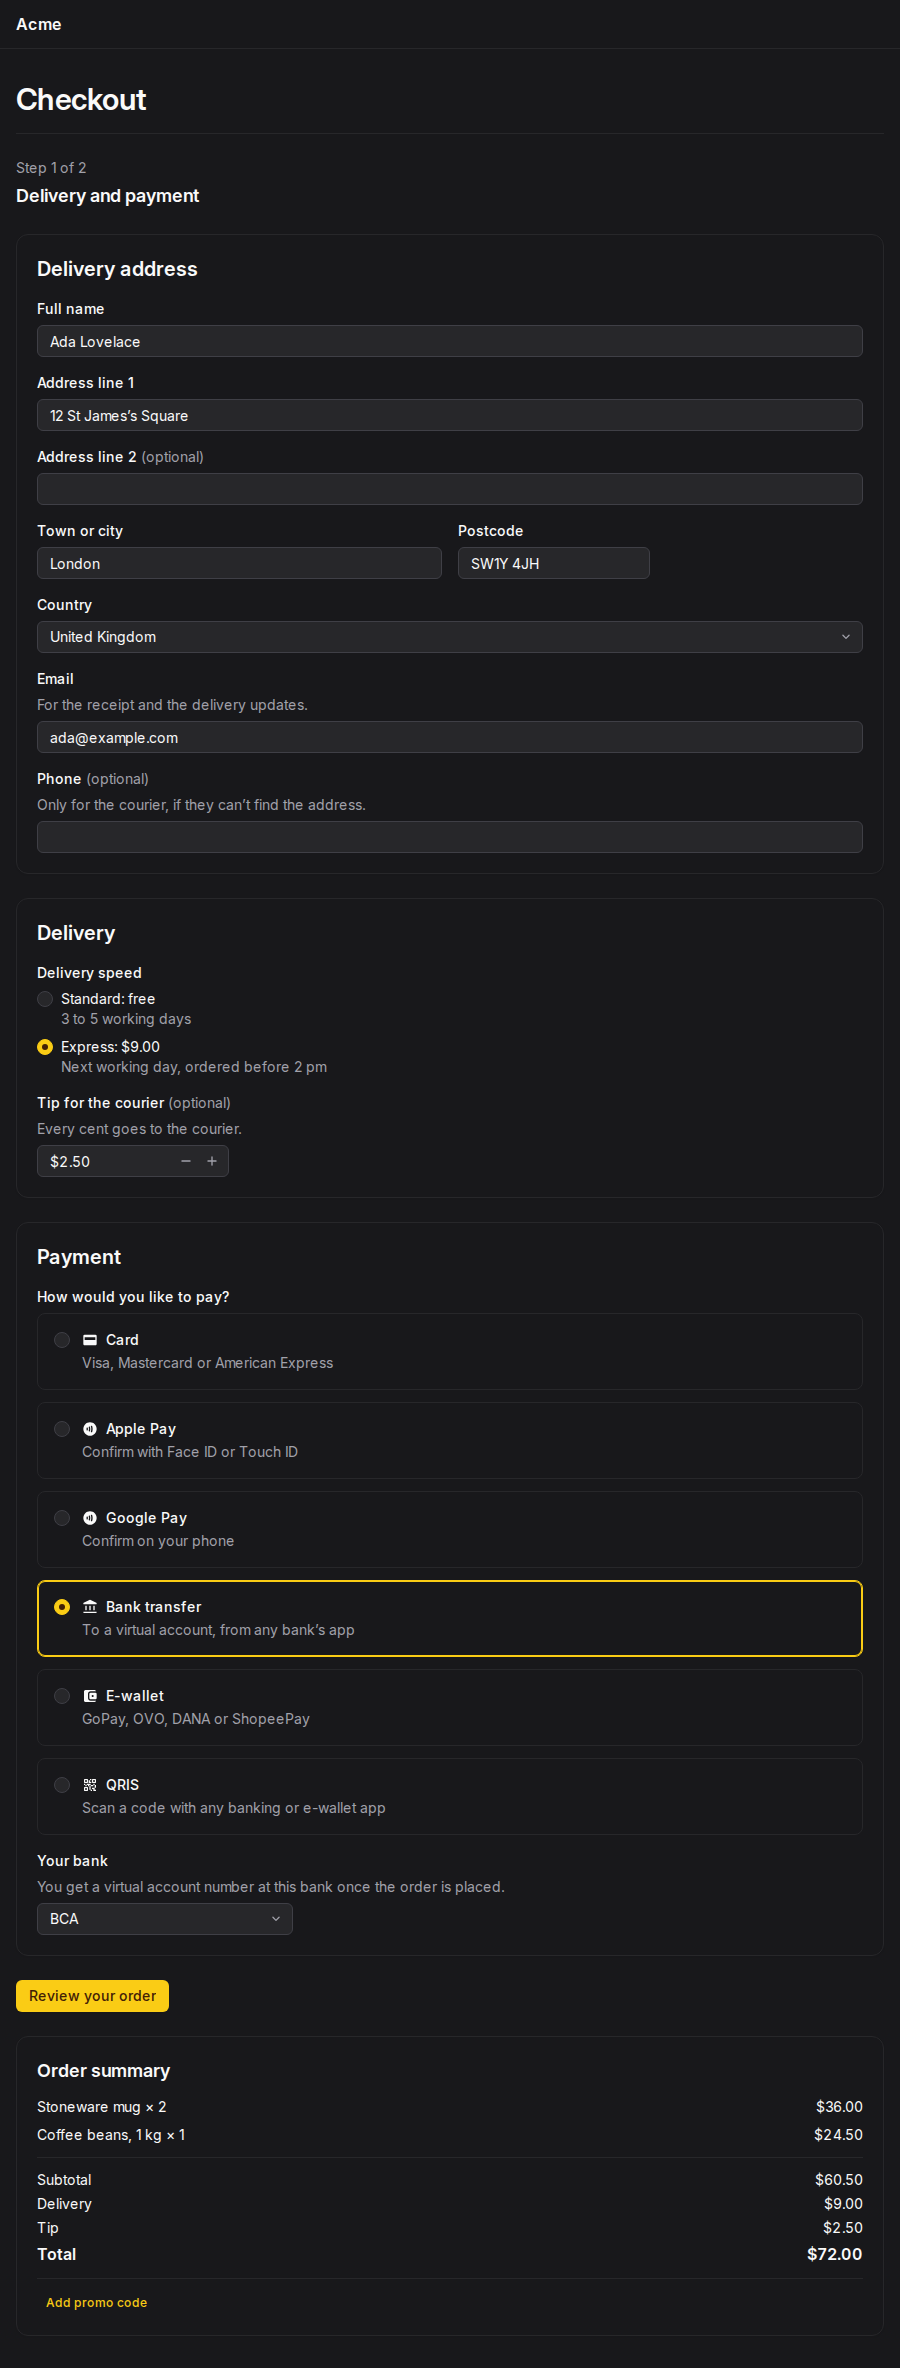 Acme
Checkout
Step 1 of 2
Delivery and payment
Delivery address
Full name
Ada Lovelace
Address line 1
12 St James’s Square
Address line 2 (optional)
Town or city
Postcode
London
SW1Y 4JH
Country
United Kingdom
Email
For the receipt and the delivery updates.
ada@example.com
Phone (optional)
Only for the courier, if they can’t find the address.
Delivery
Delivery speed
Standard: free
3 to 5 working days
Express: $9.00
Next working day, ordered before 2 pm
Tip for the courier (optional)
Every cent goes to the courier.
$2.50
Payment
How would you like to pay?
Card
Visa, Mastercard or American Express
Apple Pay
Confirm with Face ID or Touch ID
Google Pay
Confirm on your phone
Bank transfer
To a virtual account, from any bank’s app
E-wallet
GoPay, OVO, DANA or ShopeePay
QRIS
Scan a code with any banking or e-wallet app
Your bank
You get a virtual account number at this bank once the order is placed.
BCA
Review your order
Order summary
Stoneware mug × 2 $36.00
Coffee beans, 1 kg × 1 $24.50
Subtotal $60.50
Delivery $9.00
Tip $2.50
Total $72.00
Add promo code